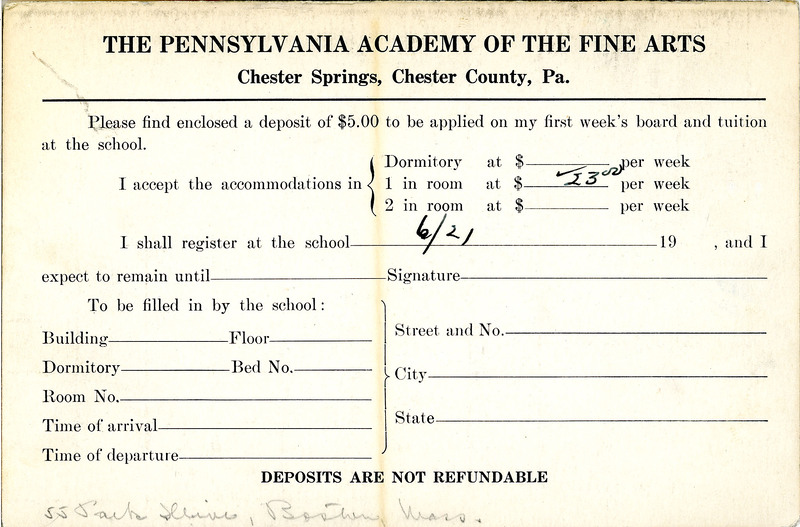 THE PENNSYLVANIA ACADEMY OF THE FINE ARTS
Chester Springs, Chester County, Pa.
Please find enclosed a deposit of $5.00 to be applied on my first week's board and tuition
at the school.
I accept the accommodations in
Dormitory at $ per week
1 in room at $ 23 00 per week
2 in room at $ per week
I shall register at the school 6/21 19 , and I
expect to remain until Signature
To be filled in by the school:
Building Floor
Dormitory Bed No.
Room No.
Time of arrival
Time of departure
Street and No.
City
State
DEPOSITS ARE NOT REFUNDABLE
55 Park Drive, Boston, Mass.